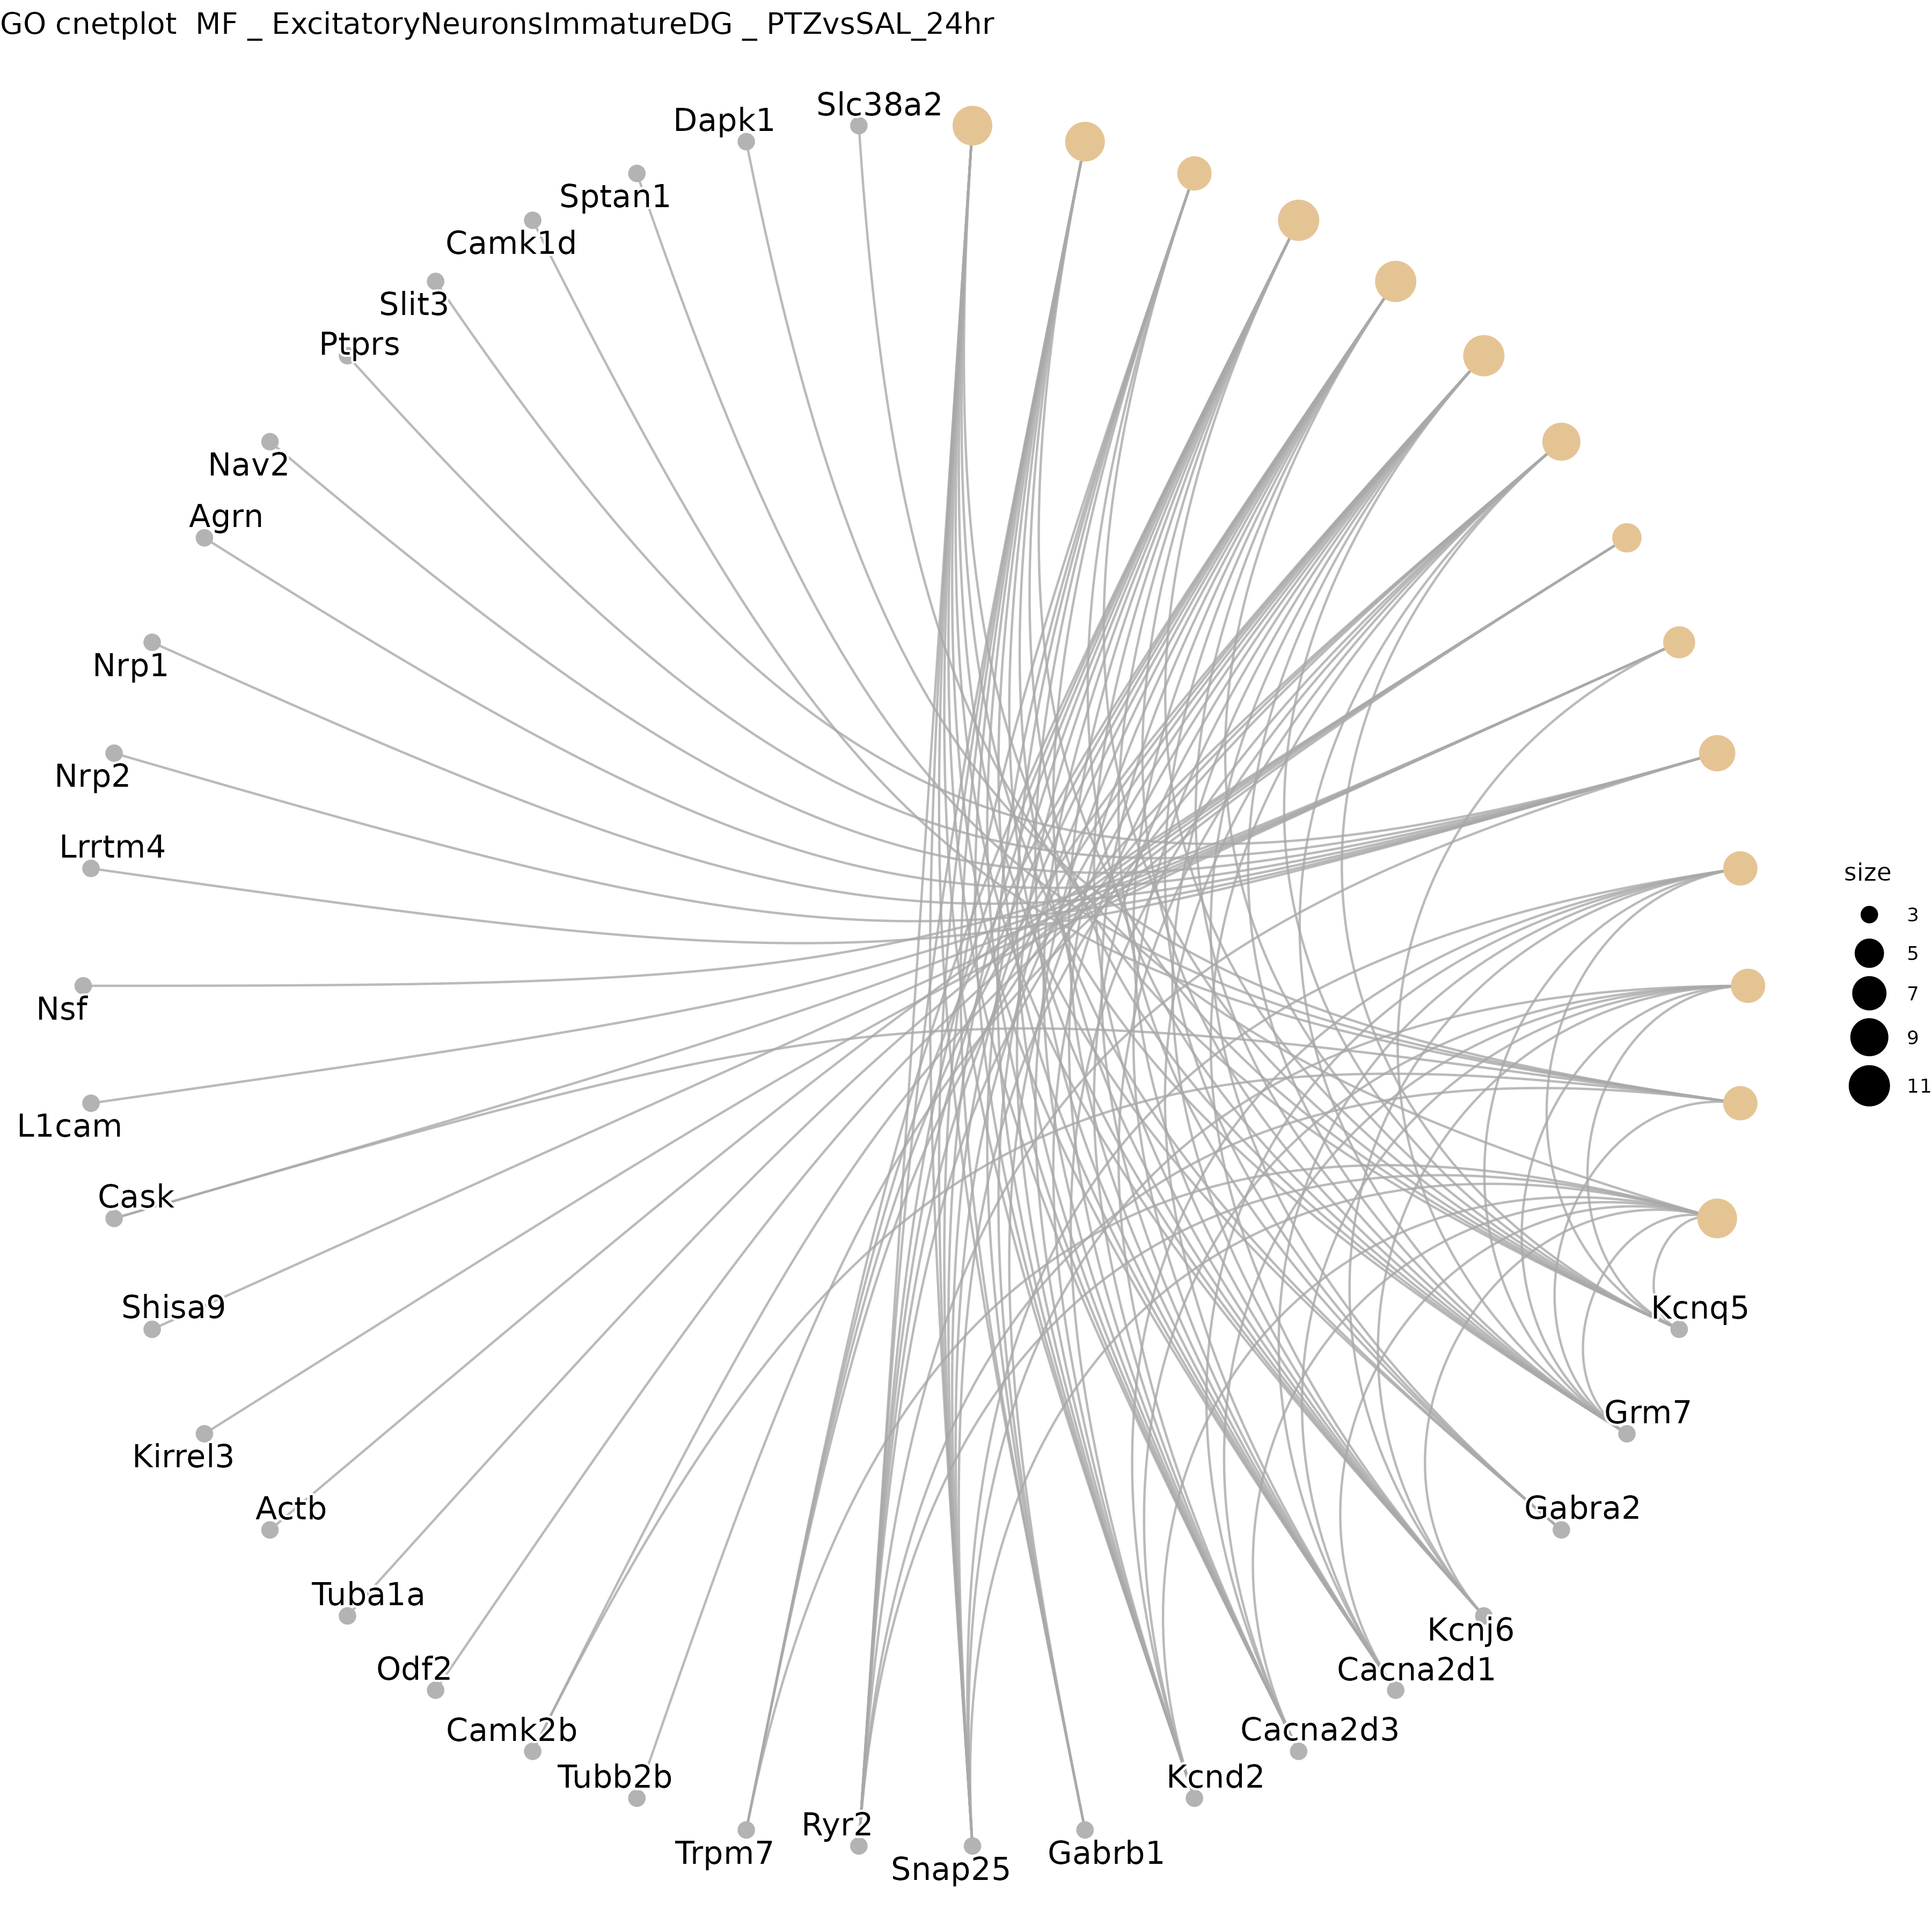 GO cnetplot  MF _ ExcitatoryNeuronsImmatureDG _ PTZvsSAL_24hr
Slc38a2
Dapk1
Sptan1
Camk1d
Slit3
Ptprs
Nav2
Agrn
Nrp1
Nrp2
Lrrtm4
size
3
5
7
9
11
Nsf
L1cam
Cask
Shisa9
Kcnq5
Kirrel3
Grm7
Actb
Gabra2
Tuba1a
Kcnj6
Odf2
Cacna2d1
Camk2b
Cacna2d3
Tubb2b
Kcnd2
Trpm7
Ryr2
Snap25
Gabrb1